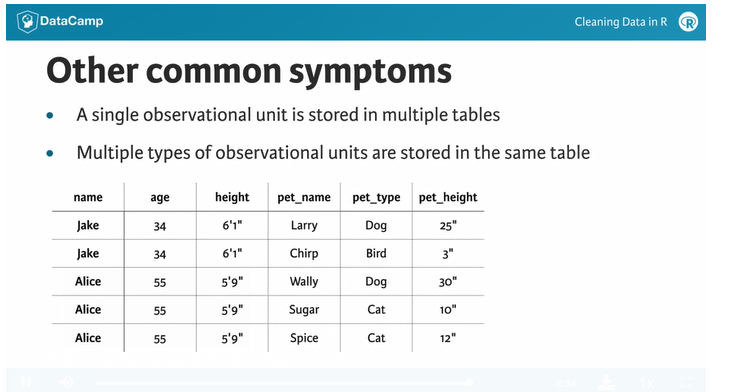 DataCamp
Cleaning Data in R
Other common symptoms
• A single observational unit is stored in multiple tables
• Multiple types of observational units are stored in the same table
name age height pet_name pet_type pet_height
Jake 34 6'1" Larry Dog 25"
Jake 34 6'1" Chirp Bird 3"
Alice 55 5'9" Wally Dog 30"
Alice 55 5'9" Sugar Cat 10"
Alice 55 5'9" Spice Cat 12"